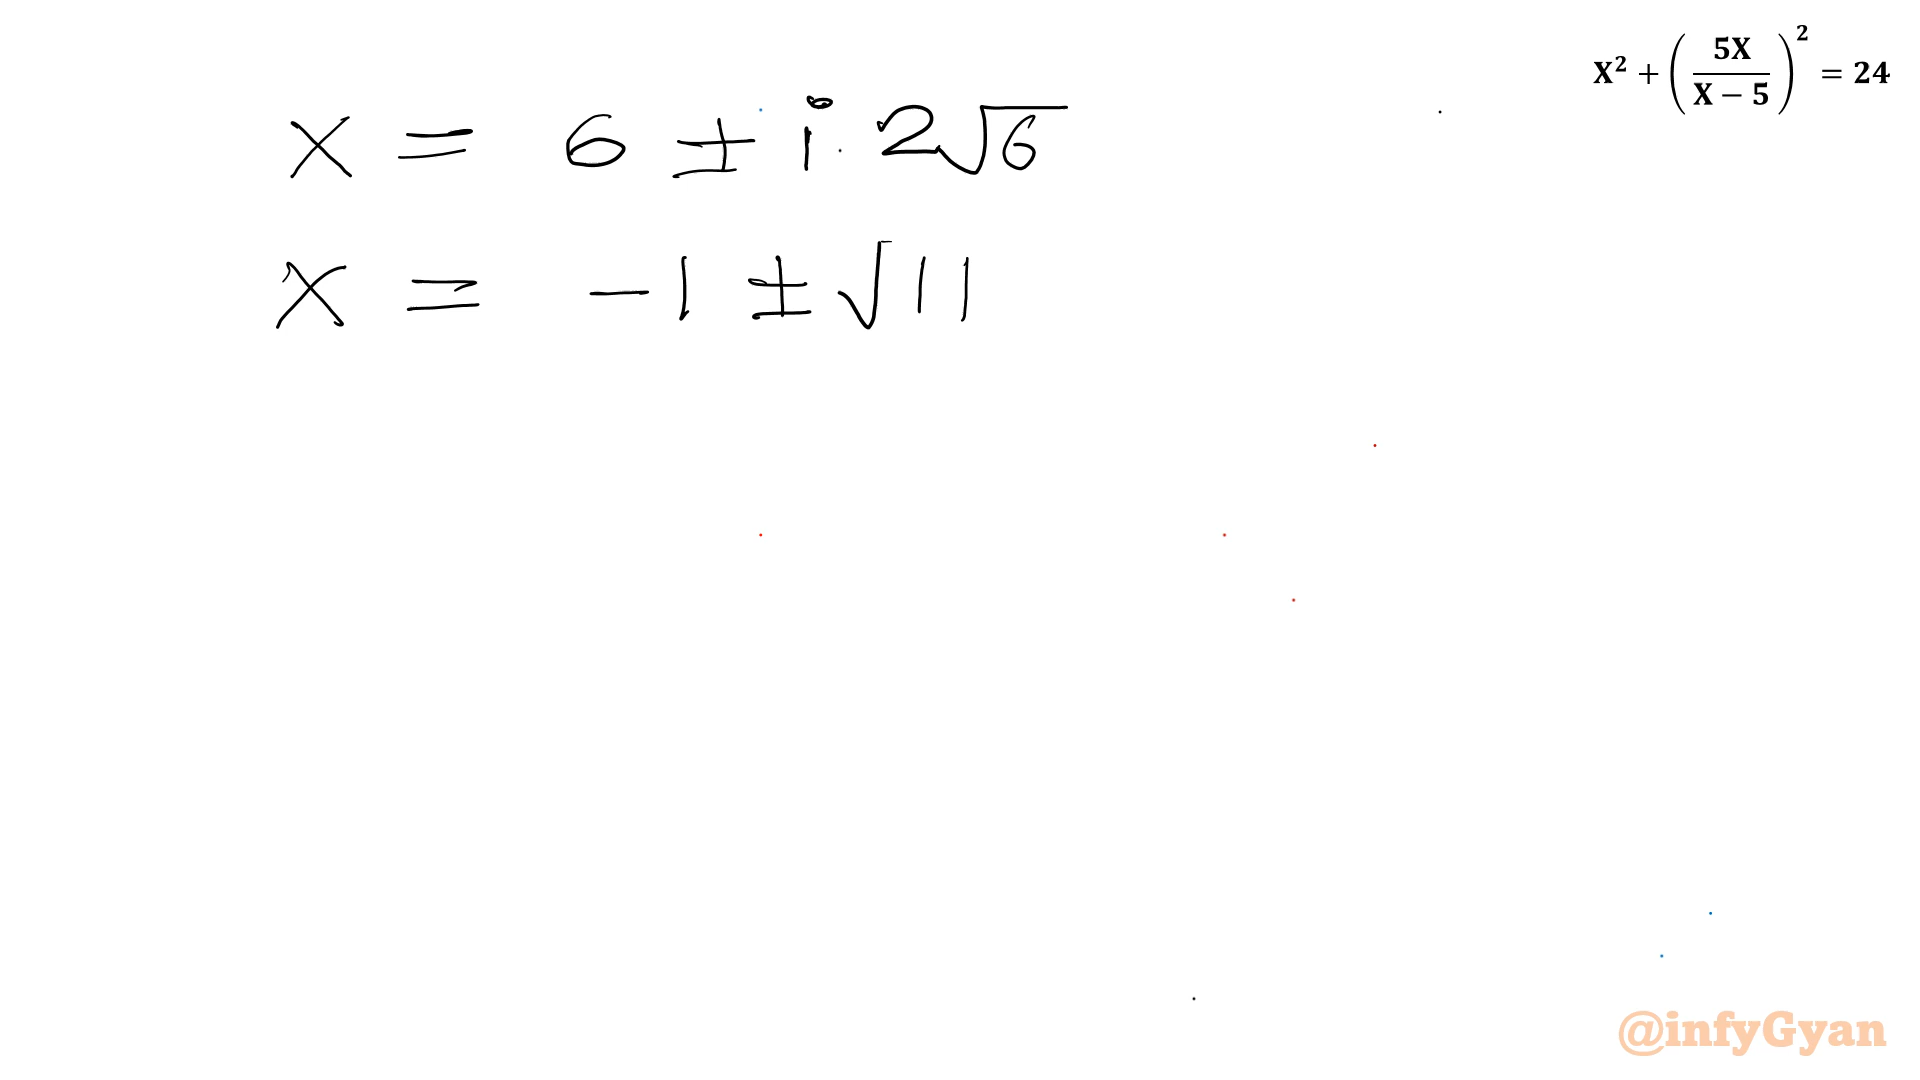 X² + (5X / (X − 5))² = 24
x = 6 ± i 2√6
x = −1 ± √11
@infyGyan